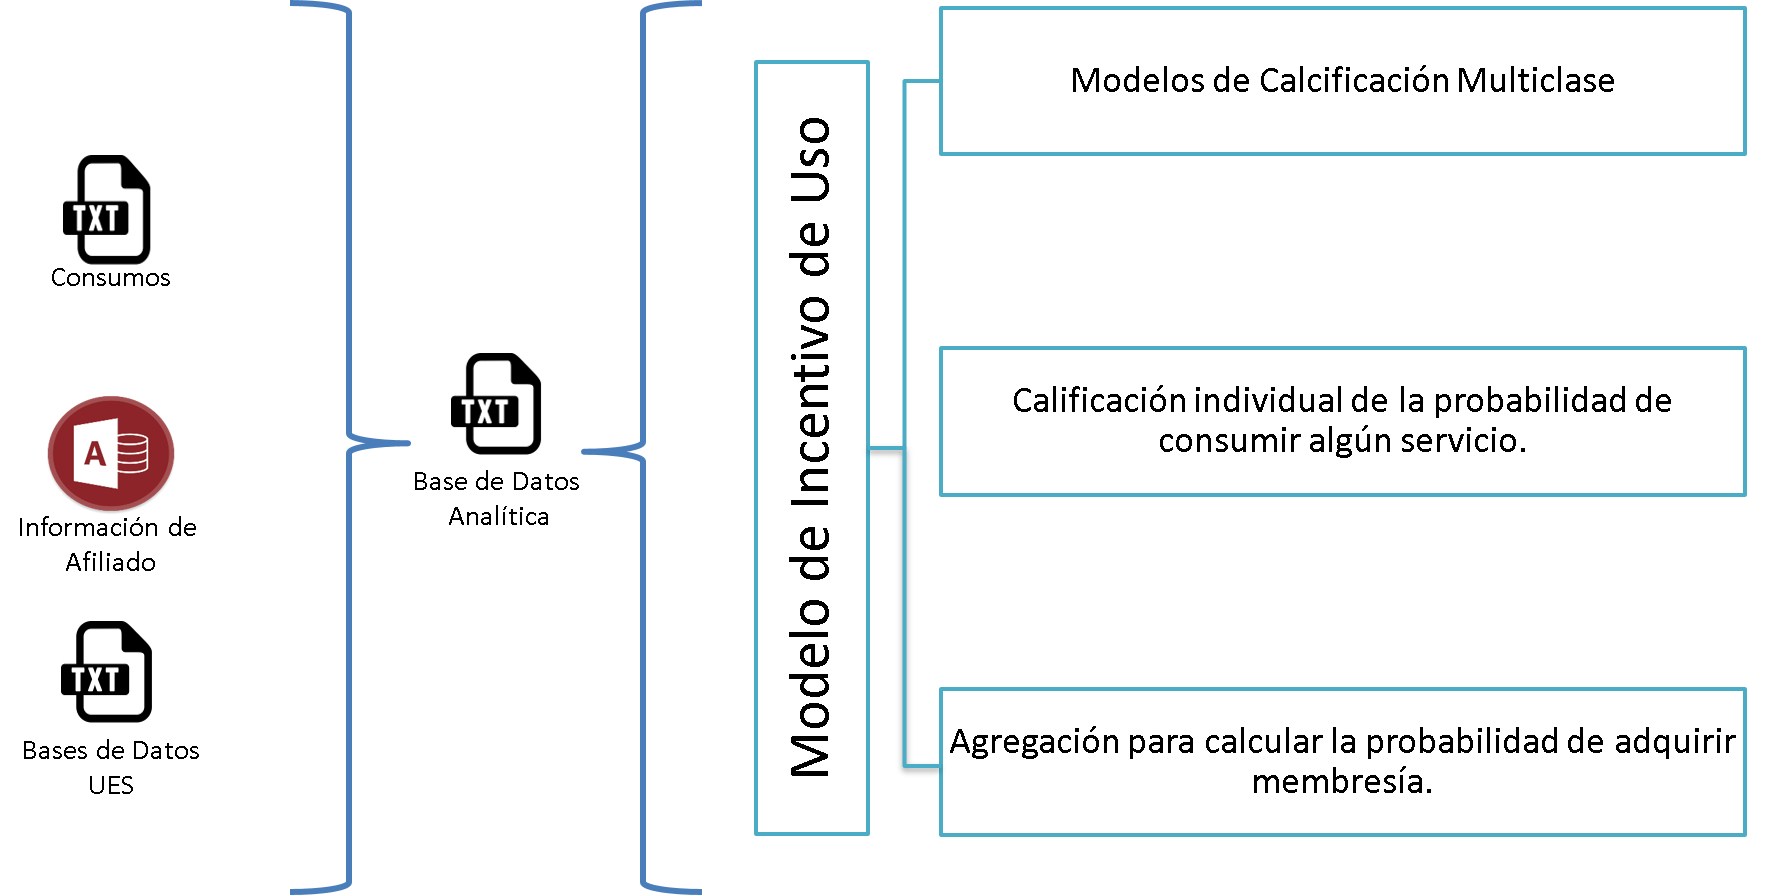 TXT
Consumos
A
Información de
Afiliado
TXT
Bases de Datos
UES
TXT
Base de Datos
Analítica
Modelo de Incentivo de Uso
Modelos de Calcificación Multiclase
Calificación individual de la probabilidad de
consumir algún servicio.
Agregación para calcular la probabilidad de adquirir
membresía.